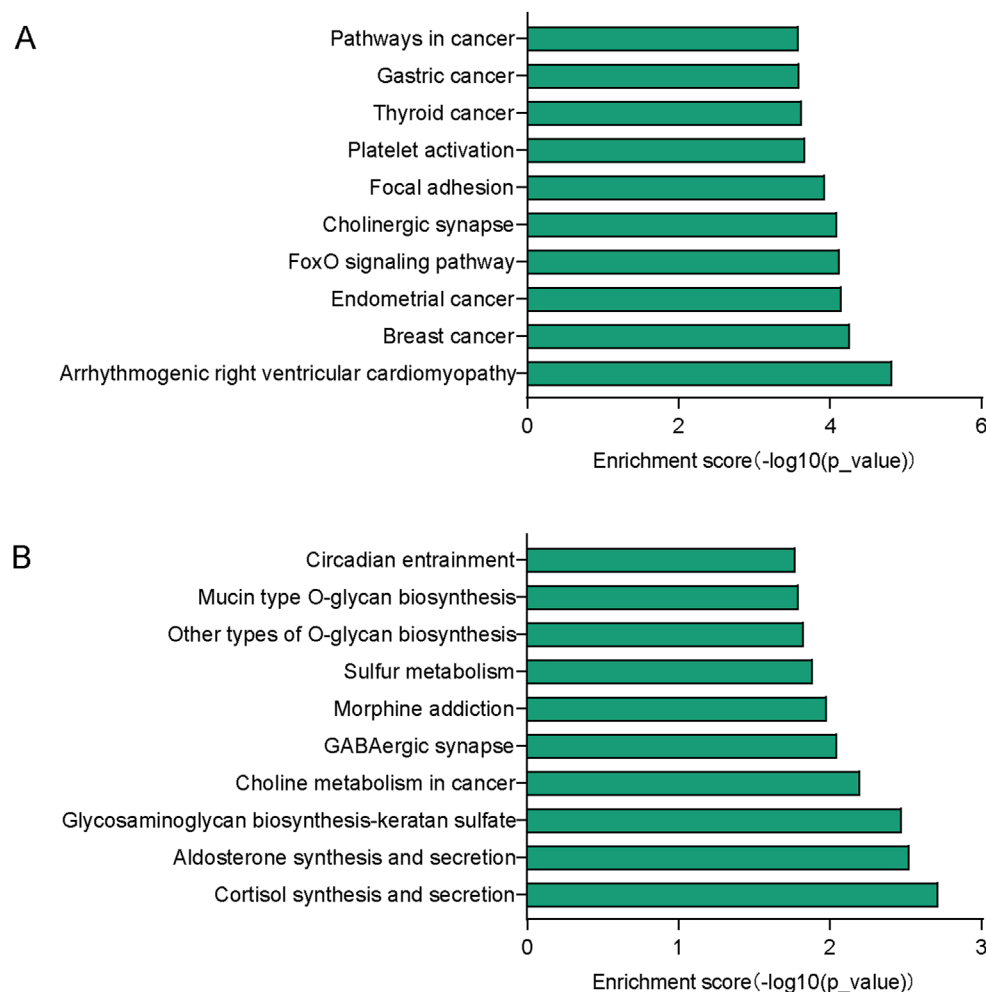 A
Pathways in cancer
Gastric cancer
Thyroid cancer
Platelet activation
Focal adhesion
Cholinergic synapse
FoxO signaling pathway
Endometrial cancer
Breast cancer
Arrhythmogenic right ventricular cardiomyopathy
0 2 4 6
Enrichment score(-log10(p_value))
B
Circadian entrainment
Mucin type O-glycan biosynthesis
Other types of O-glycan biosynthesis
Sulfur metabolism
Morphine addiction
GABAergic synapse
Choline metabolism in cancer
Glycosaminoglycan biosynthesis-keratan sulfate
Aldosterone synthesis and secretion
Cortisol synthesis and secretion
0 1 2 3
Enrichment score(-log10(p_value))